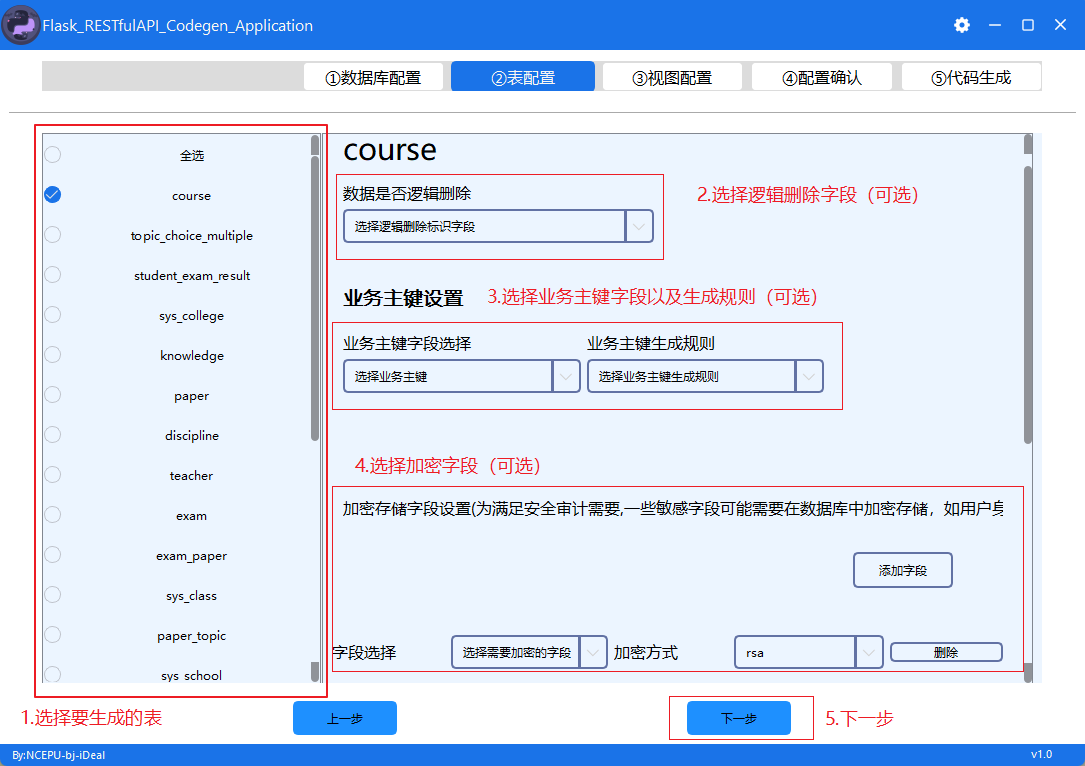 Flask_RESTfulAPI_Codegen_Application
①数据库配置
②表配置
③视图配置
④配置确认
⑤代码生成
全选
course
topic_choice_multiple
student_exam_result
sys_college
knowledge
paper
discipline
teacher
exam
exam_paper
sys_class
paper_topic
sys_school
course
数据是否逻辑删除
选择逻辑删除标识字段
2.选择逻辑删除字段（可选）
业务主键设置
3.选择业务主键字段以及生成规则（可选）
业务主键字段选择
业务主键生成规则
选择业务主键
选择业务主键生成规则
4.选择加密字段（可选）
加密存储字段设置(为满足安全审计需要,一些敏感字段可能需要在数据库中加密存储，如用户身
添加字段
字段选择
选择需要加密的字段
加密方式
rsa
删除
1.选择要生成的表
上一步
下一步
5.下一步
By:NCEPU-bj-iDeal
v1.0